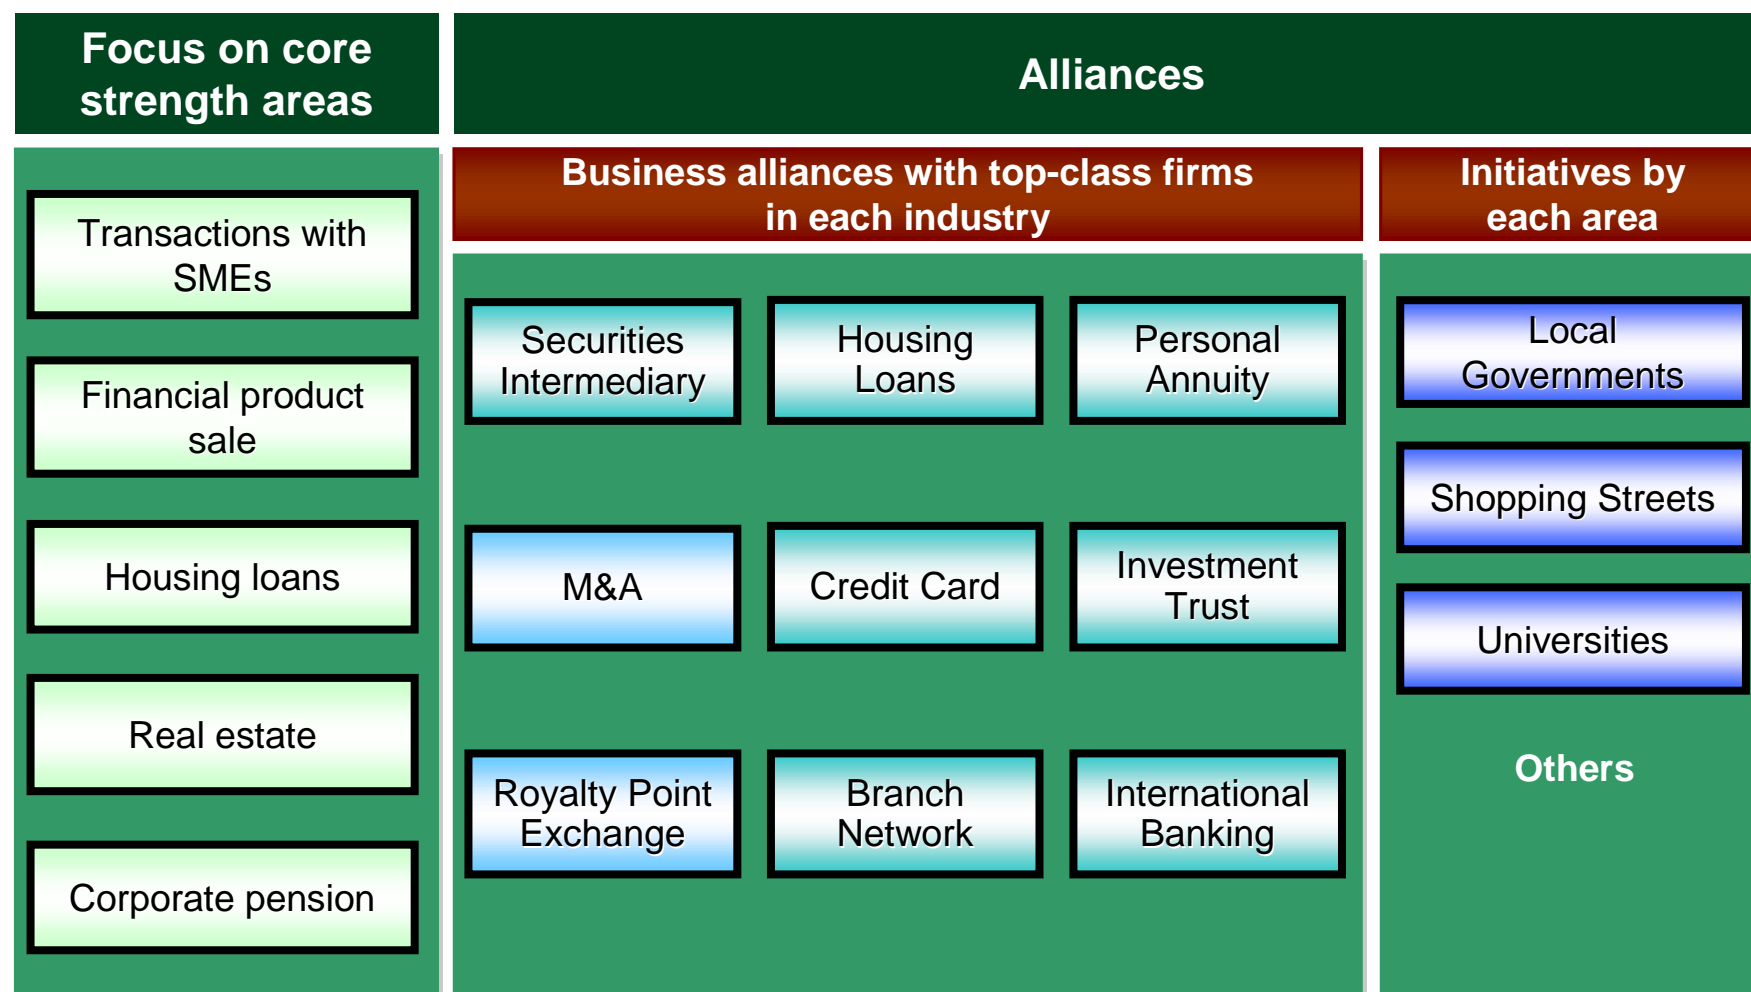 Focus on core
strength areas
Alliances
Transactions with
SMEs
Financial product
sale
Housing loans
Real estate
Corporate pension
Business alliances with top-class firms
in each industry
Securities
Intermediary
Housing
Loans
Personal
Annuity
M&A
Credit Card
Investment
Trust
Royalty Point
Exchange
Branch
Network
International
Banking
Initiatives by
each area
Local
Governments
Shopping Streets
Universities
Others